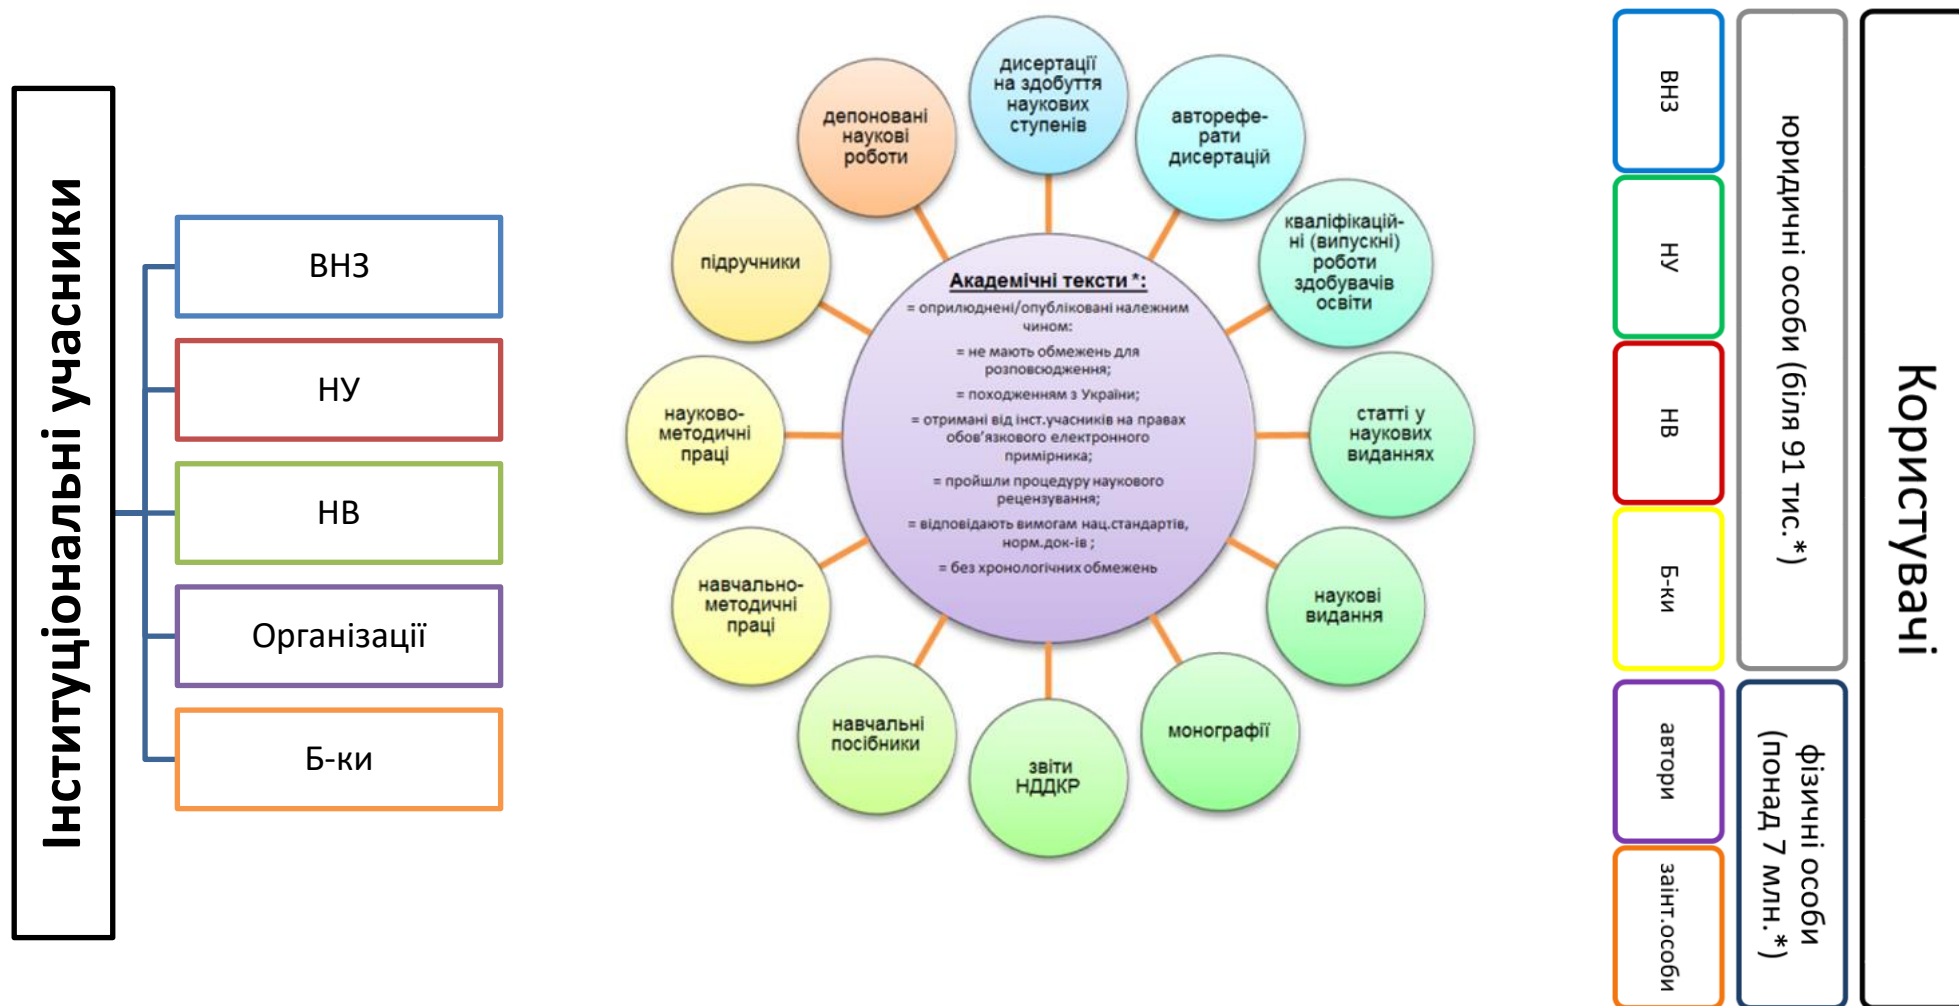 Інституціональні учасники
ВНЗ
НУ
НВ
Організації
Б-ки
дисертації
на здобуття
наукових
ступенів
авторефе-
рати
дисертацій
кваліфікацій-
ні (випускні)
роботи
здобувачів
освіти
статті у
наукових
виданнях
наукові
видання
монографії
звіти
НДДКР
навчальні
посібники
навчально-
методичні
праці
науково-
методичні
праці
підручники
депоновані
наукові
роботи
Академічні тексти *:
= оприлюднені/опубліковані належним
чином:
= не мають обмежень для
розповсюдження;
= походженням з України;
= отримані від інст.учасників на правах
обов’язкового електронного
примірника;
= пройшли процедуру наукового
рецензування;
= відповідають вимогам нац.стандартів,
норм.док-ів ;
= без хронологічних обмежень
Користувачі
юридичні особи (біля 91 тис.*)
ВНЗ
НУ
НВ
Б-ки
фізичні особи
(понад 7 млн.*)
автори
заінт.особи